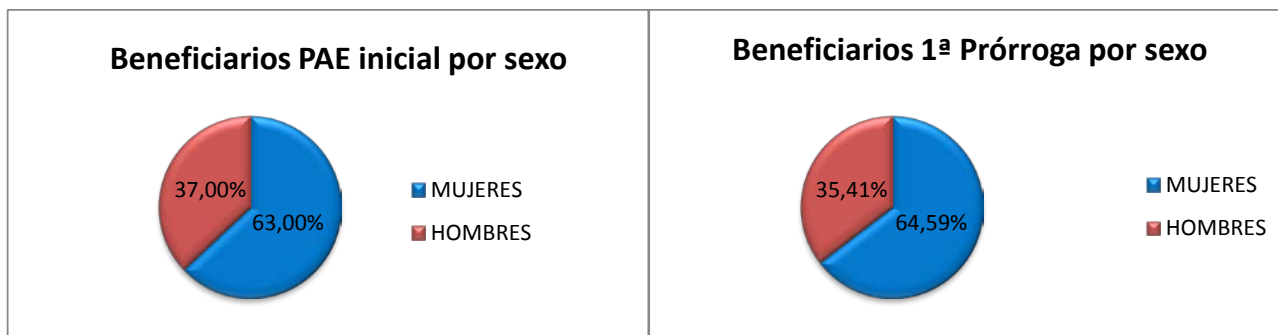 Beneficiarios PAE inicial por sexo
37,00%
63,00%
MUJERES
HOMBRES
Beneficiarios 1ª Prórroga por sexo
35,41%
64,59%
MUJERES
HOMBRES